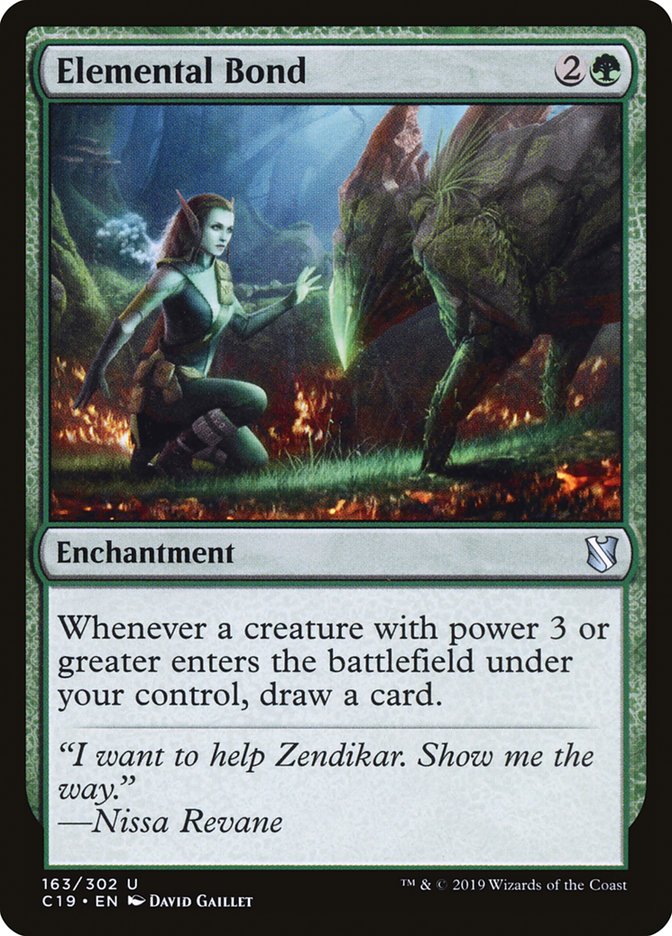 Elemental Bond 2
Enchantment
Whenever a creature with power 3 or
greater enters the battlefield under
your control, draw a card.
“I want to help Zendikar. Show me the
way.”
—Nissa Revane
163/302 U
C19 • EN David Gaillet
™ & © 2019 Wizards of the Coast